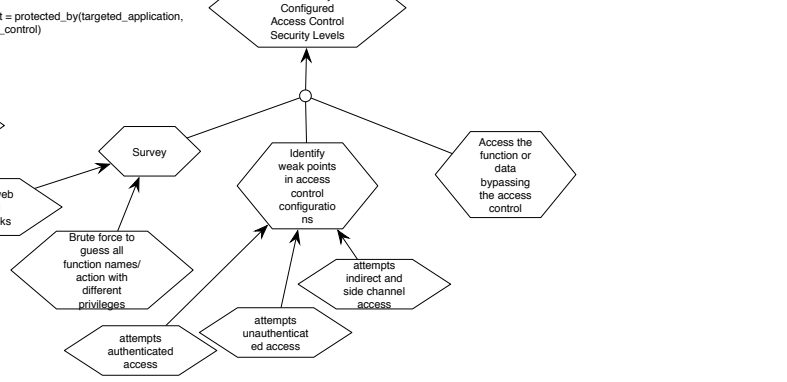 t = protected_by(targeted_application,
_control)
Configured
Access Control
Security Levels
Survey
Identify
weak points
in access
control
configuratio
ns
Access the
function or
data
bypassing
the access
control
eb
ks
Brute force to
guess all
function names/
action with
different
privileges
attempts
indirect and
side channel
access
attempts
unauthenticat
ed access
attempts
authenticated
access